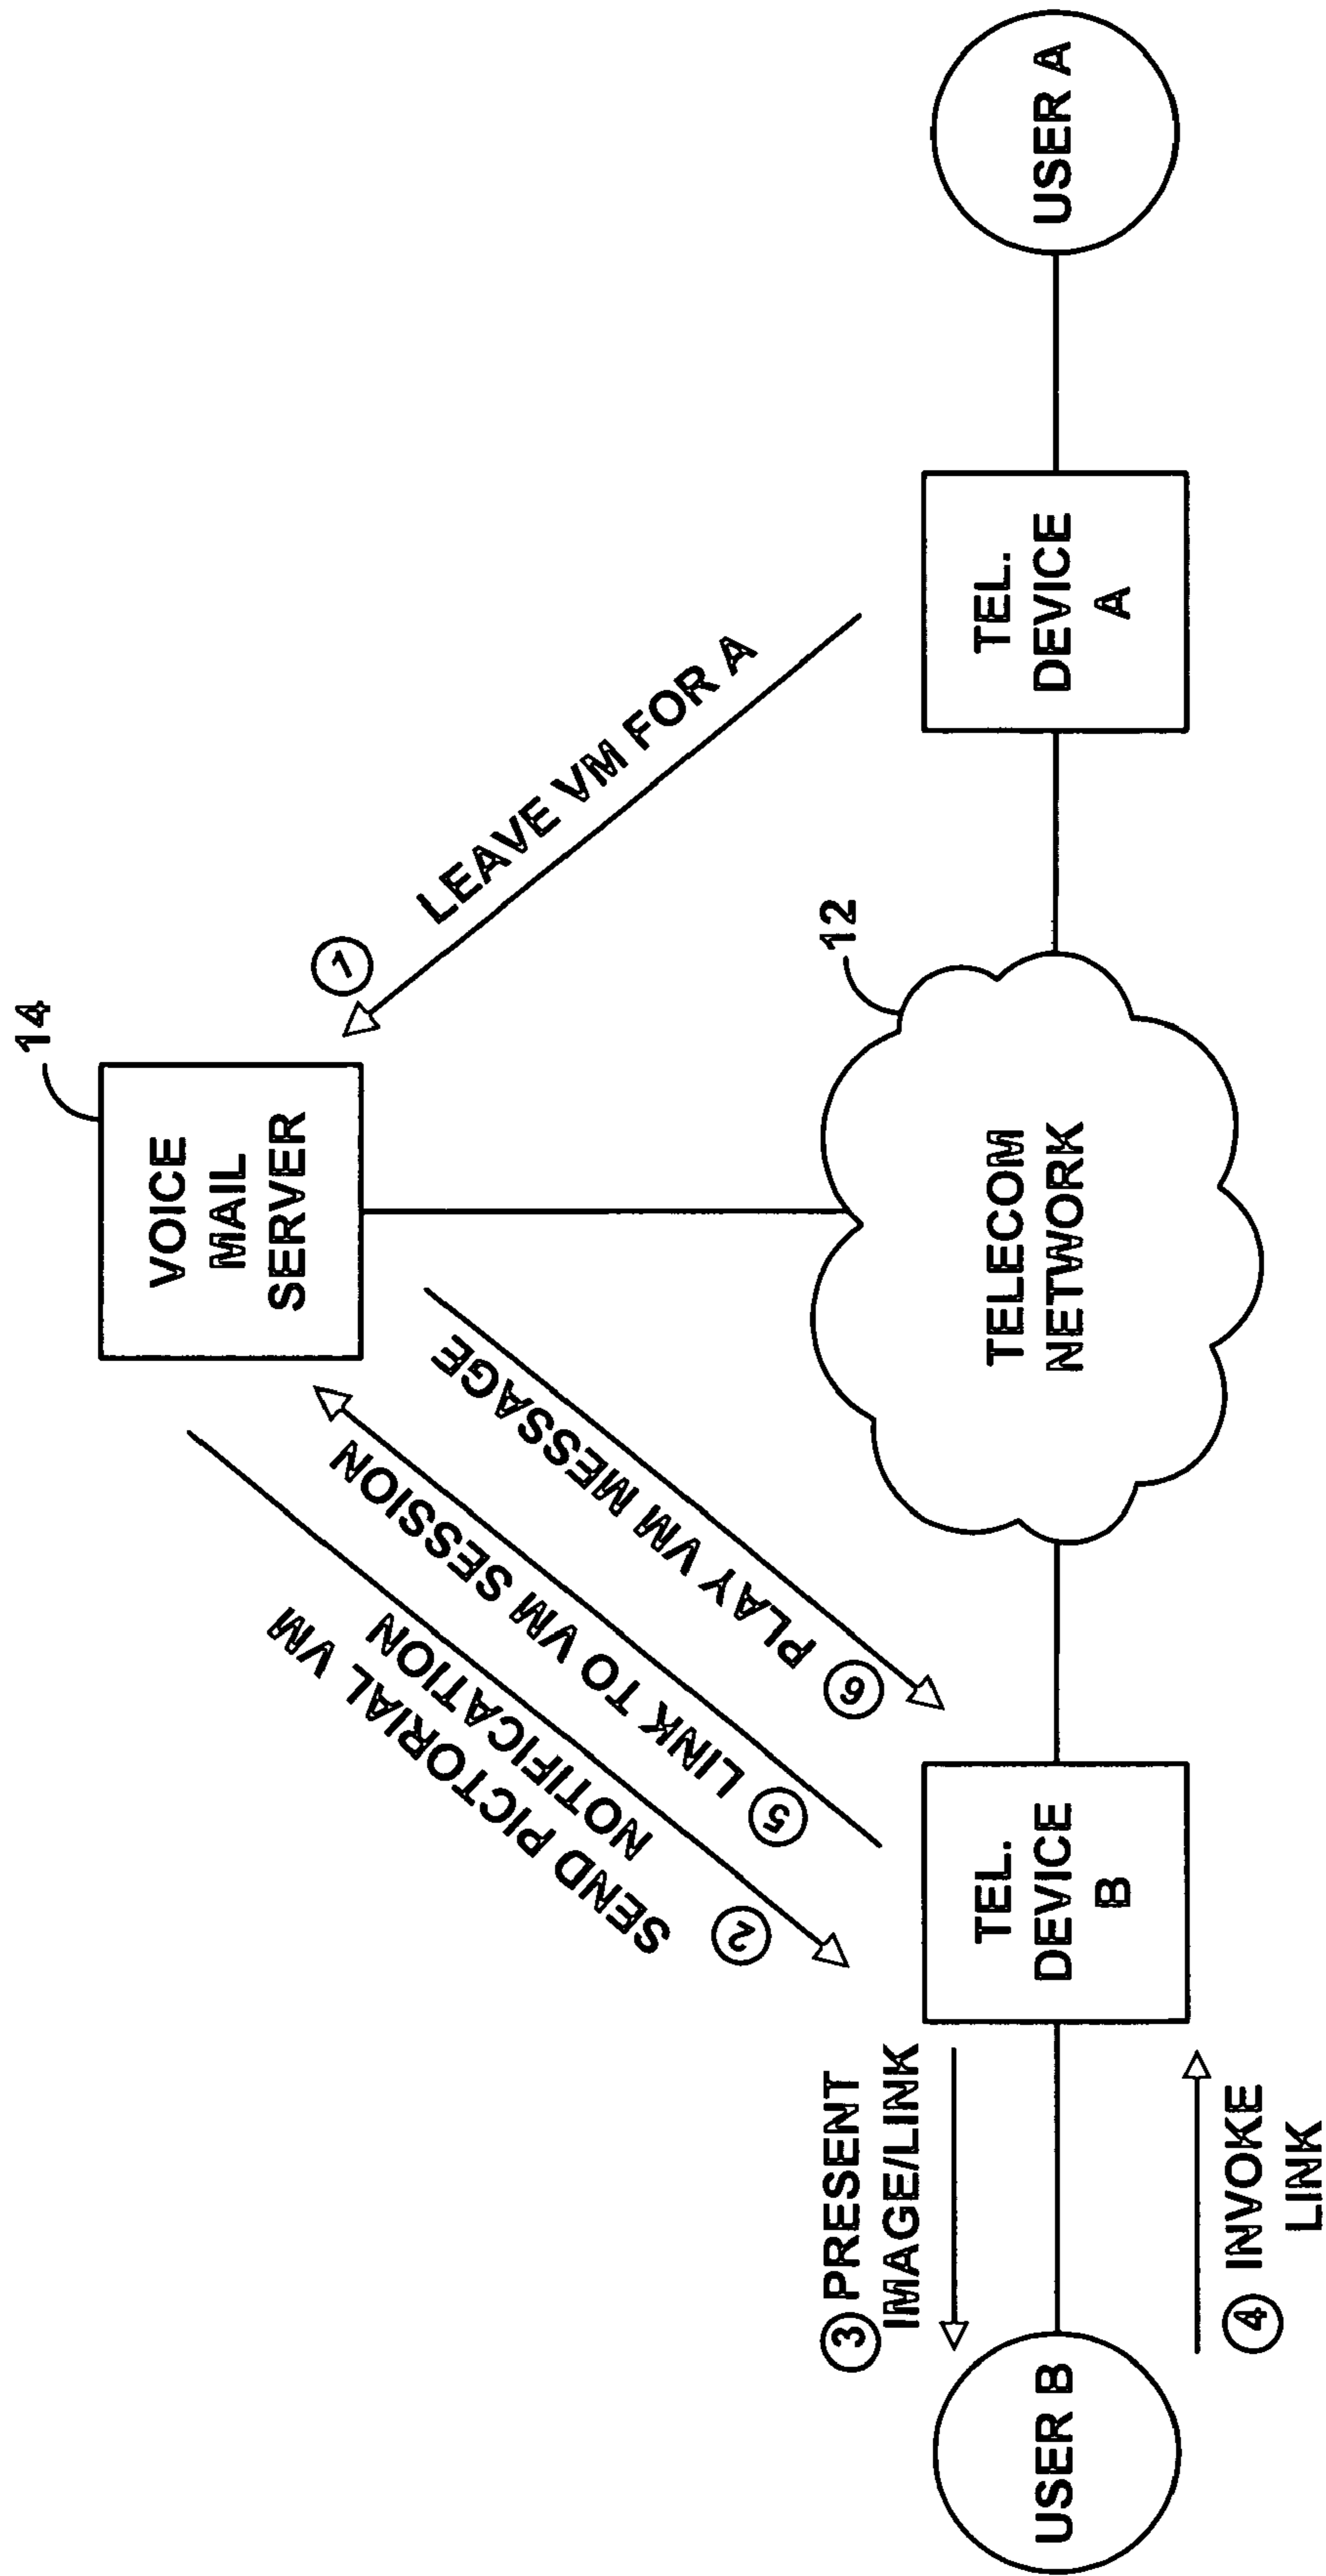 14
VOICE
MAIL
SERVER
1 LEAVE VM FOR A
2 SEND PICTORIAL VM
NOTIFICATION
5 LINK TO VM SESSION
6 PLAY VM MESSAGE
12
3 PRESENT
IMAGE/LINK
USER B
TEL.
DEVICE
B
TELECOM
NETWORK
TEL.
DEVICE
A
USER A
4 INVOKE
LINK